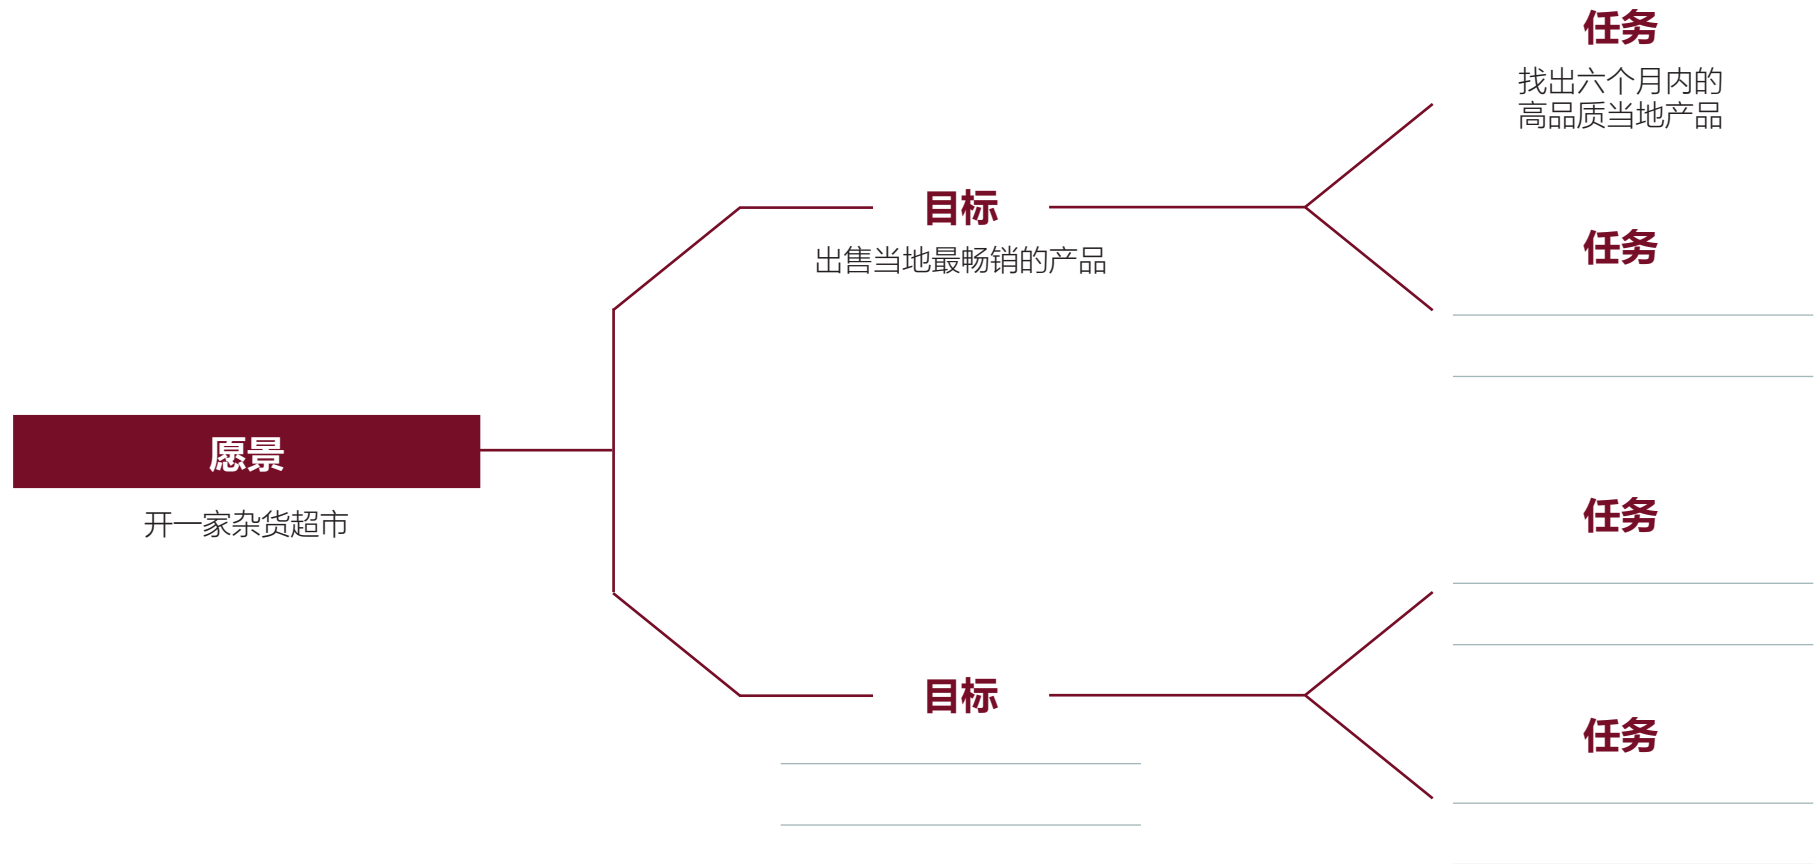 任务
找出六个月内的
高品质当地产品
目标
出售当地最畅销的产品
任务
愿景
开一家杂货超市
任务
目标
任务